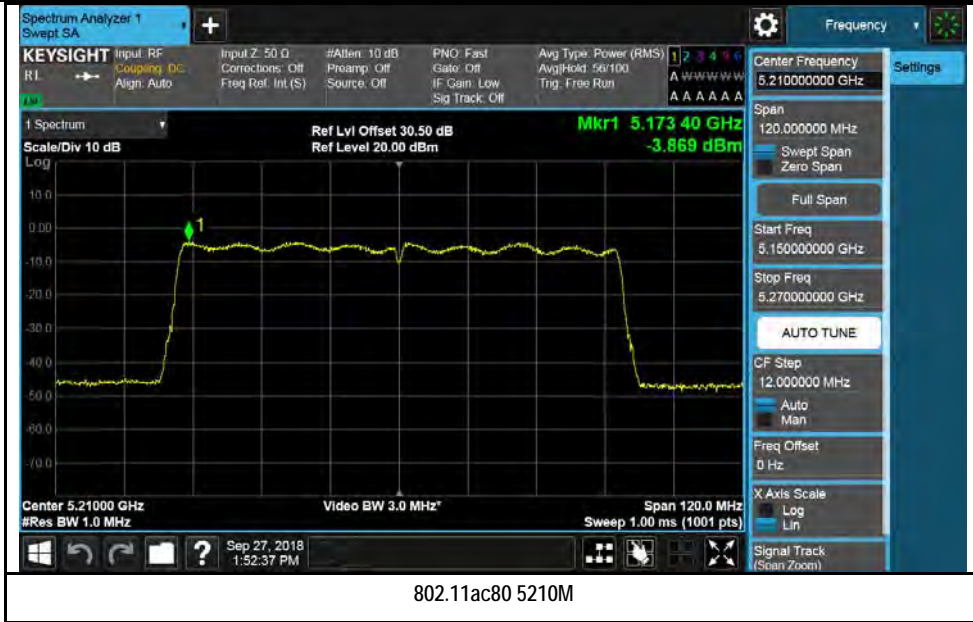 Spectrum Analyzer 1
Swept SA
+
Frequency
KEYSIGHT
RL
Input: RF
Coupling: DC
Align: Auto
Input Z: 50 Ω
Corrections: Off
Freq Ref: Int (S)
#Atten: 10 dB
Preamp: Off
Source: Off
PNO: Fast
Gate: Off
IF Gain: Low
Sig Track: Off
Avg Type: Power (RMS)
Avg|Hold: 56/100
Trig: Free Run
1 2 3 4 5 6
A W W W W W
A A A A A A
Center Frequency
5.210000000 GHz
Settings
1 Spectrum
Scale/Div 10 dB
Ref Lvl Offset 30.50 dB
Ref Level 20.00 dBm
Mkr1 5.173 40 GHz
-3.869 dBm
Span
120.000000 MHz
Swept Span
Zero Span
Full Span
Start Freq
5.150000000 GHz
Stop Freq
5.270000000 GHz
AUTO TUNE
CF Step
12.000000 MHz
Auto
Man
Freq Offset
0 Hz
X Axis Scale
Log
Lin
Signal Track
(Span Zoom)
Log
10.0
0.00
1
-10.0
-20.0
-30.0
-40.0
-50.0
-60.0
-70.0
Center 5.21000 GHz
#Res BW 1.0 MHz
Video BW 3.0 MHz*
Span 120.0 MHz
Sweep 1.00 ms (1001 pts)
?
Sep 27, 2018
1:52:37 PM
802.11ac80 5210M